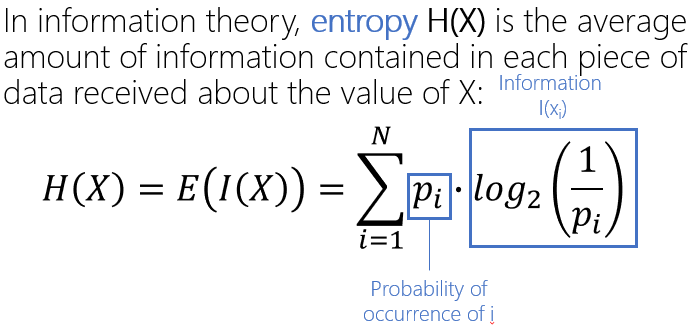 In information theory, entropy H(X) is the average
amount of information contained in each piece of
data received about the value of X:
Information
I(xᵢ)
H(X) = E(I(X)) = ∑ᵢ₌₁ᴺ pᵢ · log₂ (1/pᵢ)
Probability of
occurrence of i